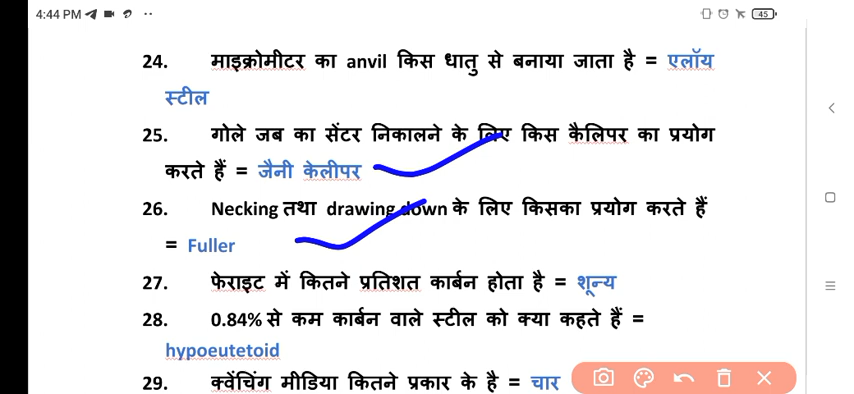 4:44 PM
45
24. माइक्रोमीटर का anvil किस धातु से बनाया जाता है = एलॉय
स्टील
25. गोले जब का सेंटर निकालने के लिए किस कैलिपर का प्रयोग
करते हैं = जैनी केलीपर
26. Necking तथा drawing down के लिए किसका प्रयोग करते हैं
= Fuller
27. फेराइट में कितने प्रतिशत कार्बन होता है = शून्य
28. 0.84% से कम कार्बन वाले स्टील को क्या कहते हैं =
hypoeutetoid
29. क्वेंचिंग मीडिया कितने प्रकार के है = चार